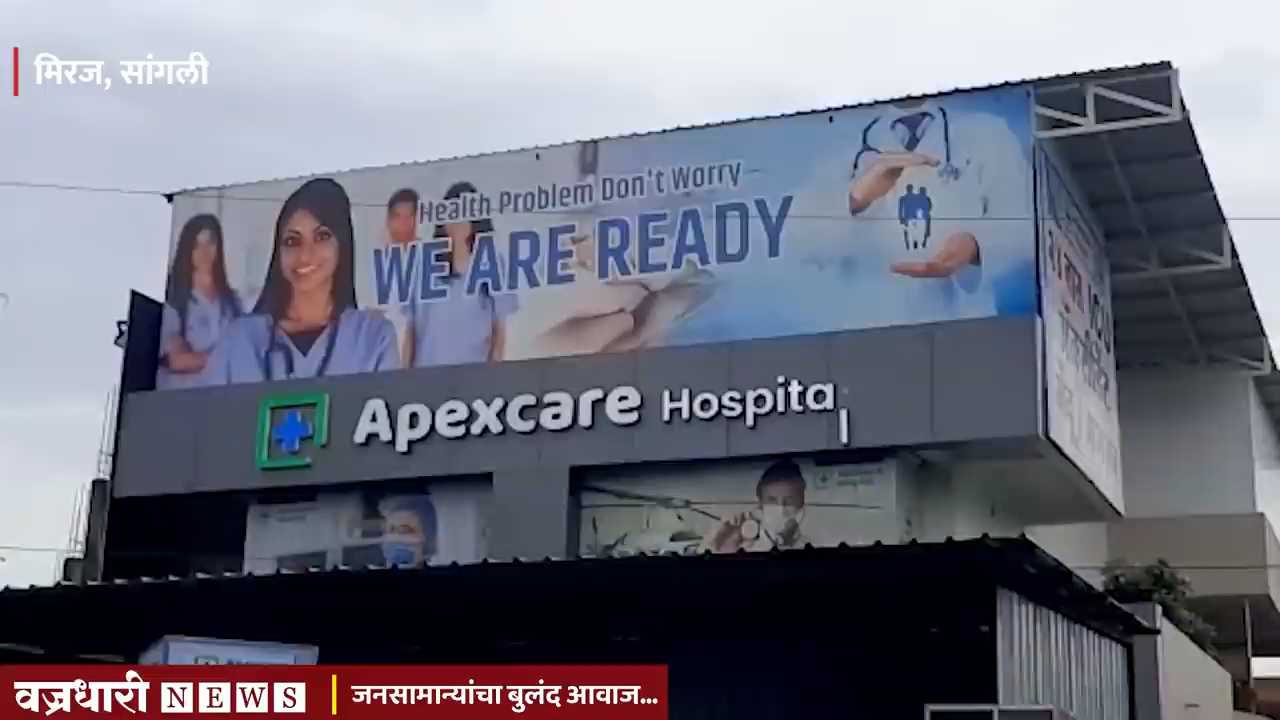 मिरज, सांगली
Health Problem Don't Worry
WE ARE READY
Apexcare Hospital
वज्रधारी NEWS
जनसामान्यांचा बुलंद आवाज...